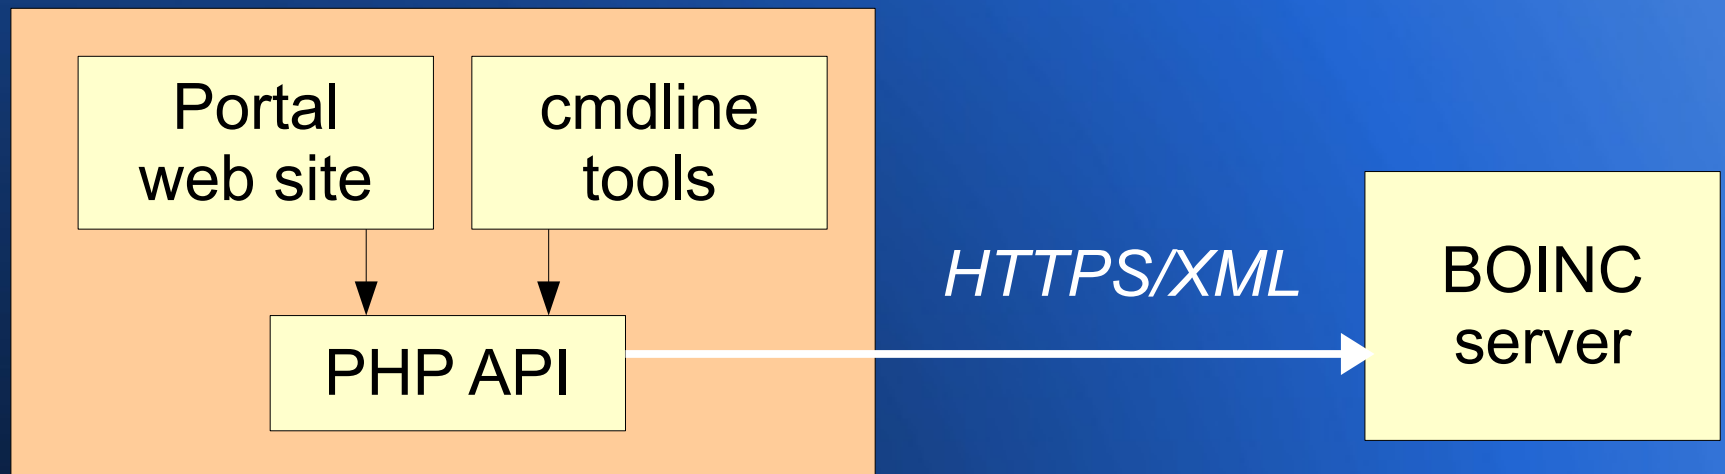 Portal
web site
cmdline
tools
PHP API
HTTPS/XML
BOINC
server